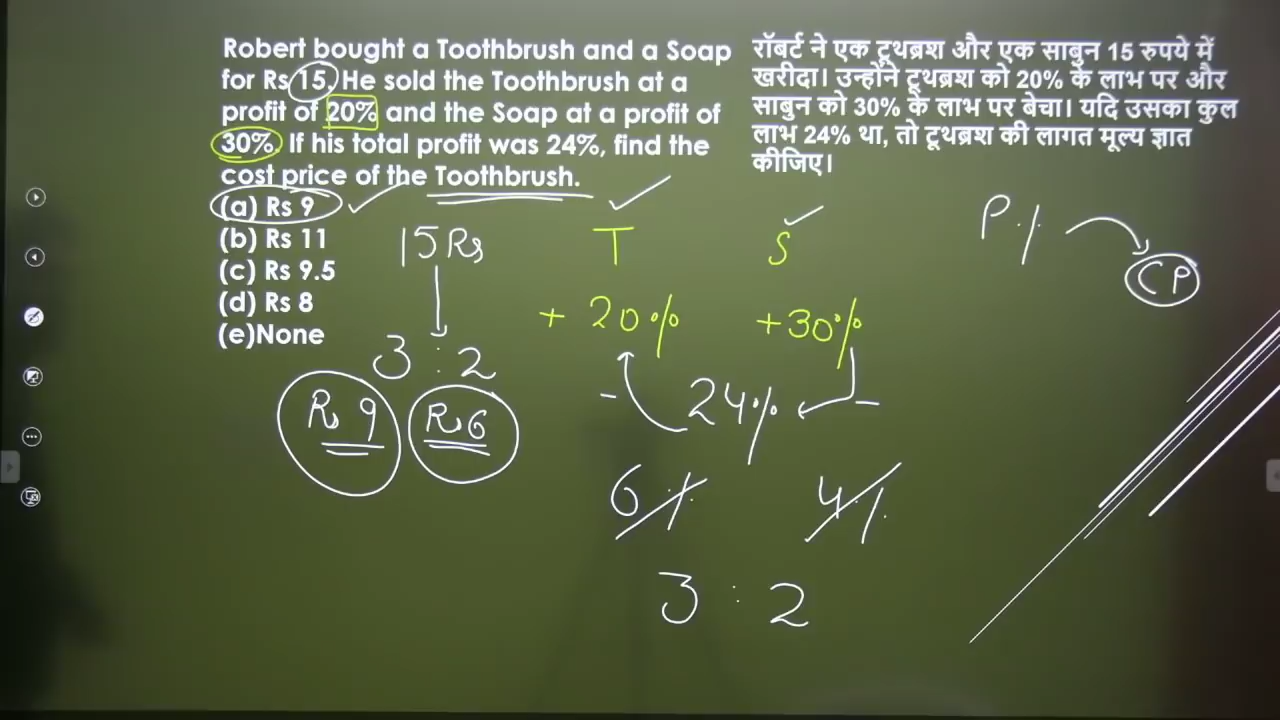 Robert bought a Toothbrush and a Soap
for Rs 15. He sold the Toothbrush at a
profit of 20% and the Soap at a profit of
30%. If his total profit was 24%, find the
cost price of the Toothbrush.
(a) Rs 9
(b) Rs 11
(c) Rs 9.5
(d) Rs 8
(e)None
रॉबर्ट ने एक टूथब्रश और एक साबुन 15 रुपये में
खरीदा। उन्होंने टूथब्रश को 20% के लाभ पर और
साबुन को 30% के लाभ पर बेचा। यदि उसका कुल
लाभ 24% था, तो टूथब्रश की लागत मूल्य ज्ञात
कीजिए।
15 Rs
3 : 2
Rs 9 Rs 6
T S
+ 20% +30%
- 24% -
6% 4%
3 : 2
P%
CP